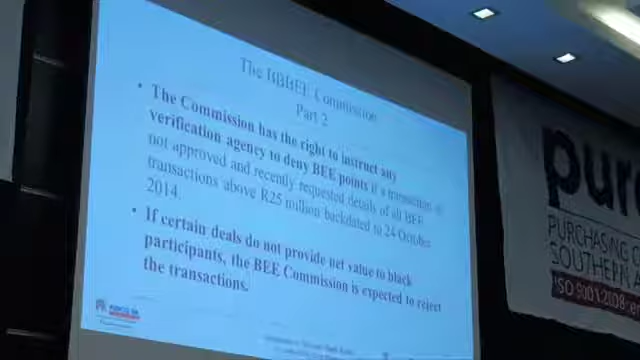 The BBBEE Commission
Part 2
• The Commission has the right to instruct any
verification agency to deny BEE points if a transaction is
not approved and recently requested details of all BEE
transactions above R25 million backdated to 24 October
2014.
• If certain deals do not provide net value to black
participants, the BEE Commission is expected to reject
the transactions.
PURCHASING
SOUTHERN
ISO 9001:2008